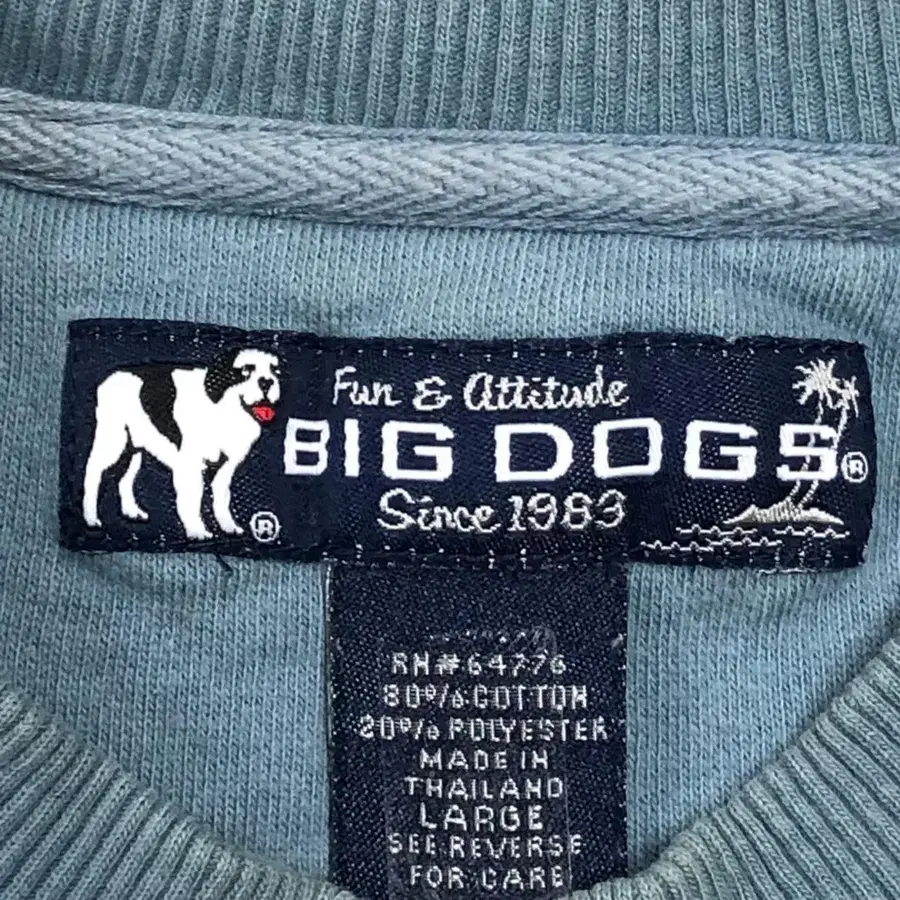 Fun & Attitude
BIG DOGS®
Since 1983
®
RN#64776
80% COTTON
20% POLYESTER
MADE IN
THAILAND
LARGE
SEE REVERSE
FOR CARE